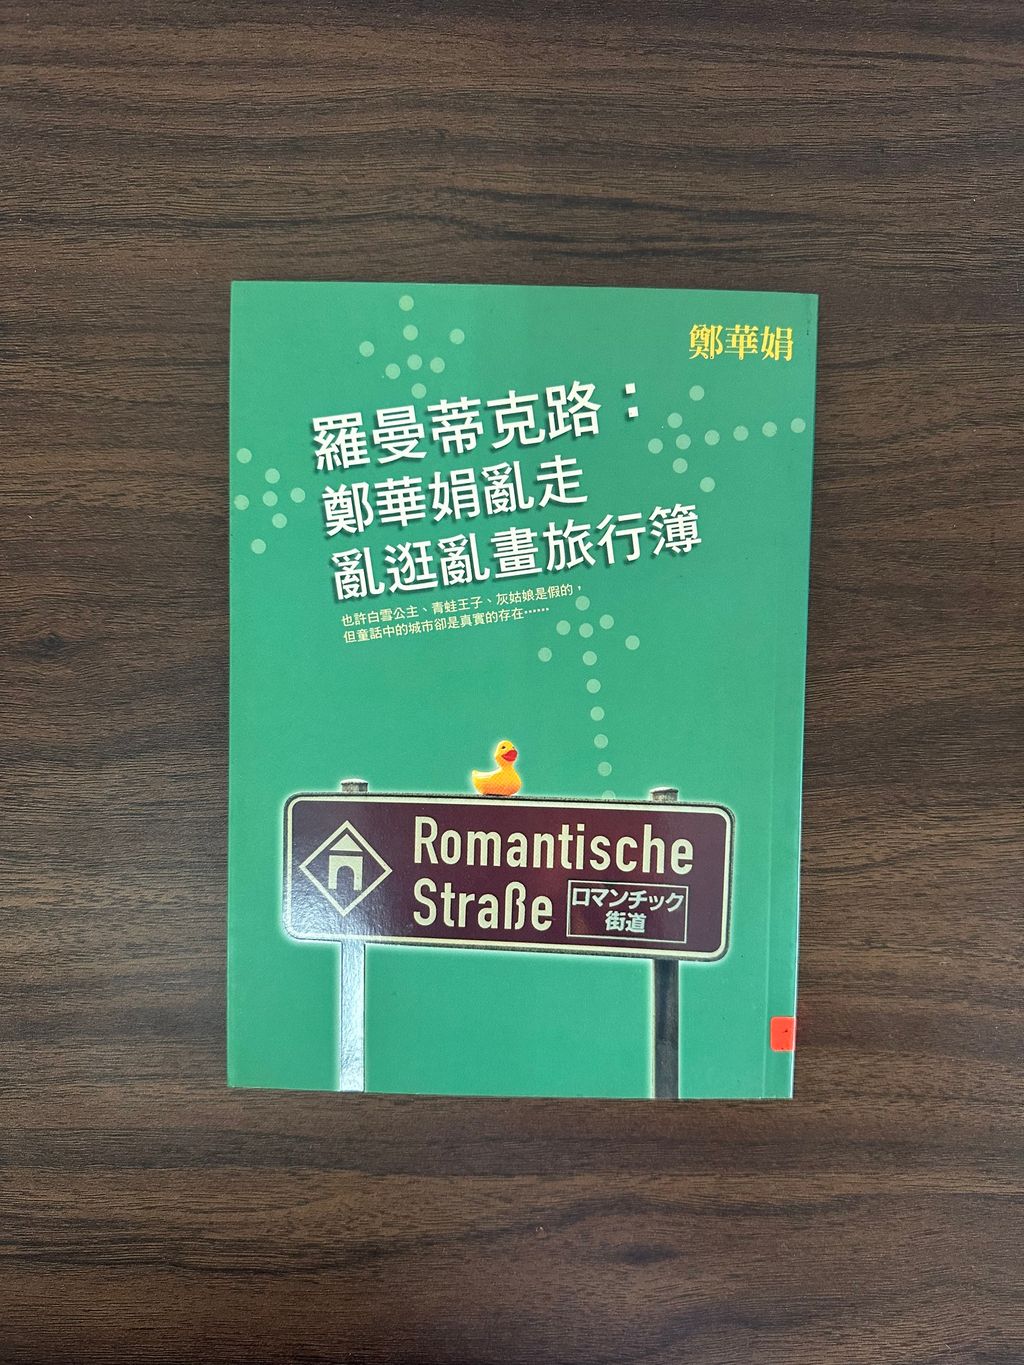 鄭華娟
羅曼蒂克路：
鄭華娟亂走
亂逛亂畫旅行簿
也許白雪公主、青蛙王子、灰姑娘是假的，
但童話中的城市卻是真實的存在⋯⋯
Romantische
Straße
ロマンチック
街道